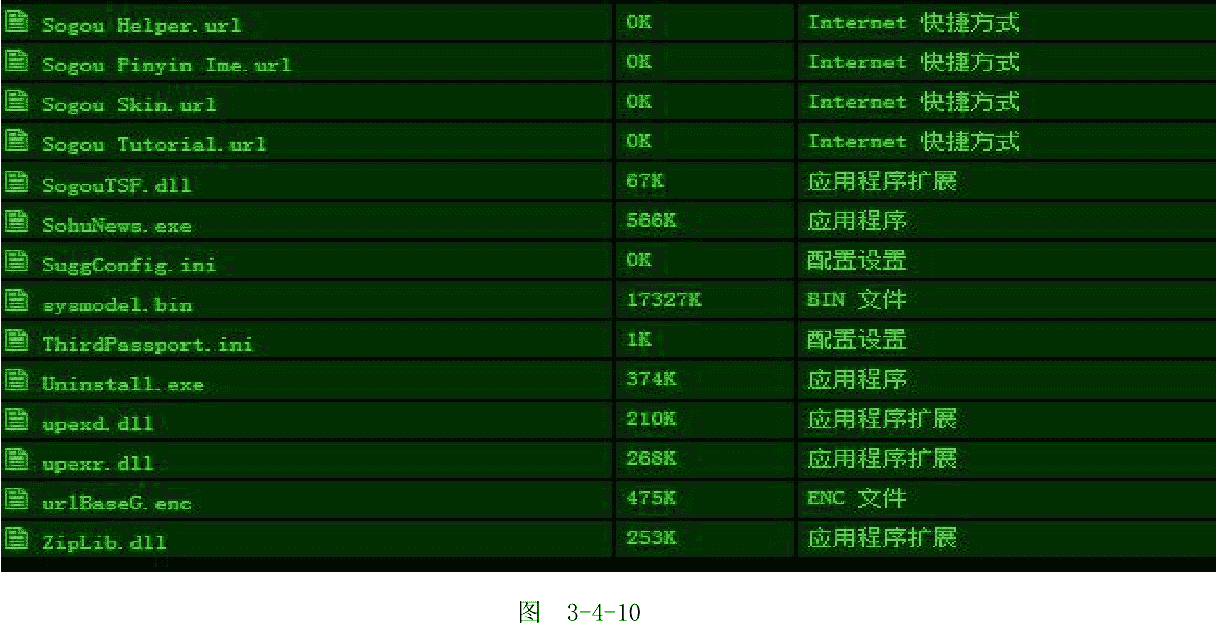 Sogou Helper.url 0K Internet 快捷方式
Sogou Pinyin Ime.url 0K Internet 快捷方式
Sogou Skin.url 0K Internet 快捷方式
Sogou Tutorial.url 0K Internet 快捷方式
SogouTSF.dll 67K 应用程序扩展
SohuNews.exe 566K 应用程序
SuggConfig.ini 0K 配置设置
sysmodel.bin 17327K BIN 文件
ThirdPassport.ini 1K 配置设置
Uninstall.exe 374K 应用程序
upexd.dll 210K 应用程序扩展
upexr.dll 268K 应用程序扩展
urlBaseG.enc 475K ENC 文件
ZipLib.dll 253K 应用程序扩展
图 3-4-10